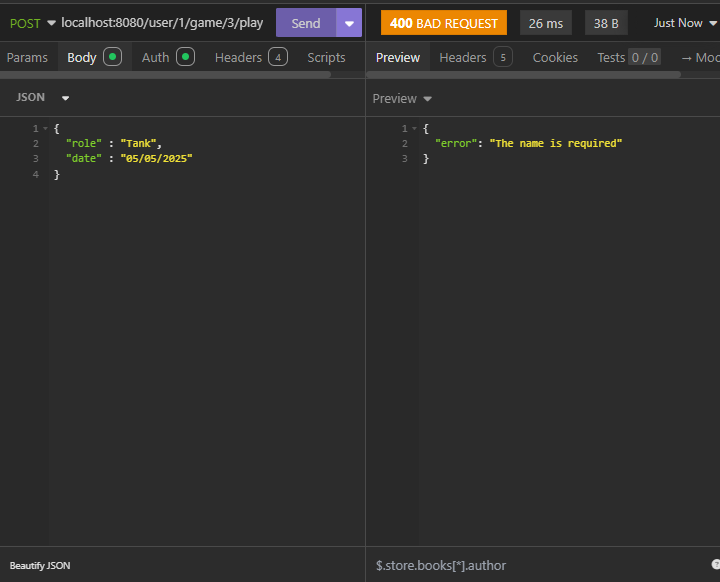 POST localhost:8080/user/1/game/3/play Send 400 BAD REQUEST 26 ms 38 B Just Now
Params Body Auth Headers 4 Scripts Preview Headers 5 Cookies Tests 0 / 0 → Moc
JSON Preview
1 {
2 "role" : "Tank",
3 "date" : "05/05/2025"
4 }
1 {
2 "error": "The name is required"
3 }
Beautify JSON $.store.books[*].author ?